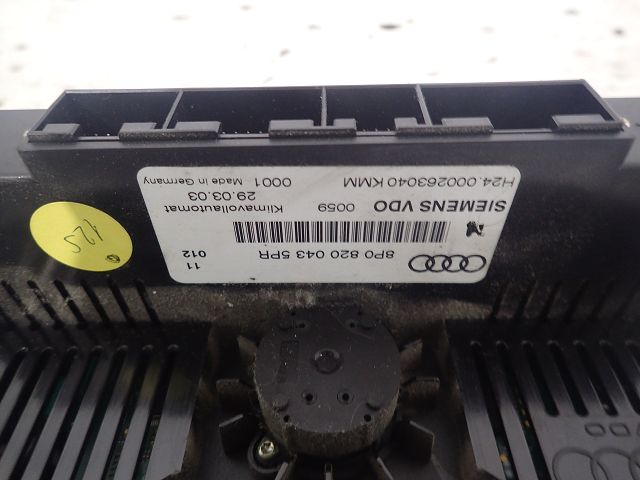 8P0 820 043 5PR
11
012
SIEMENS VDO
0059
Klimavollautomat
29.03.03
H24.000263040 KMM
0001
Made in Germany
125